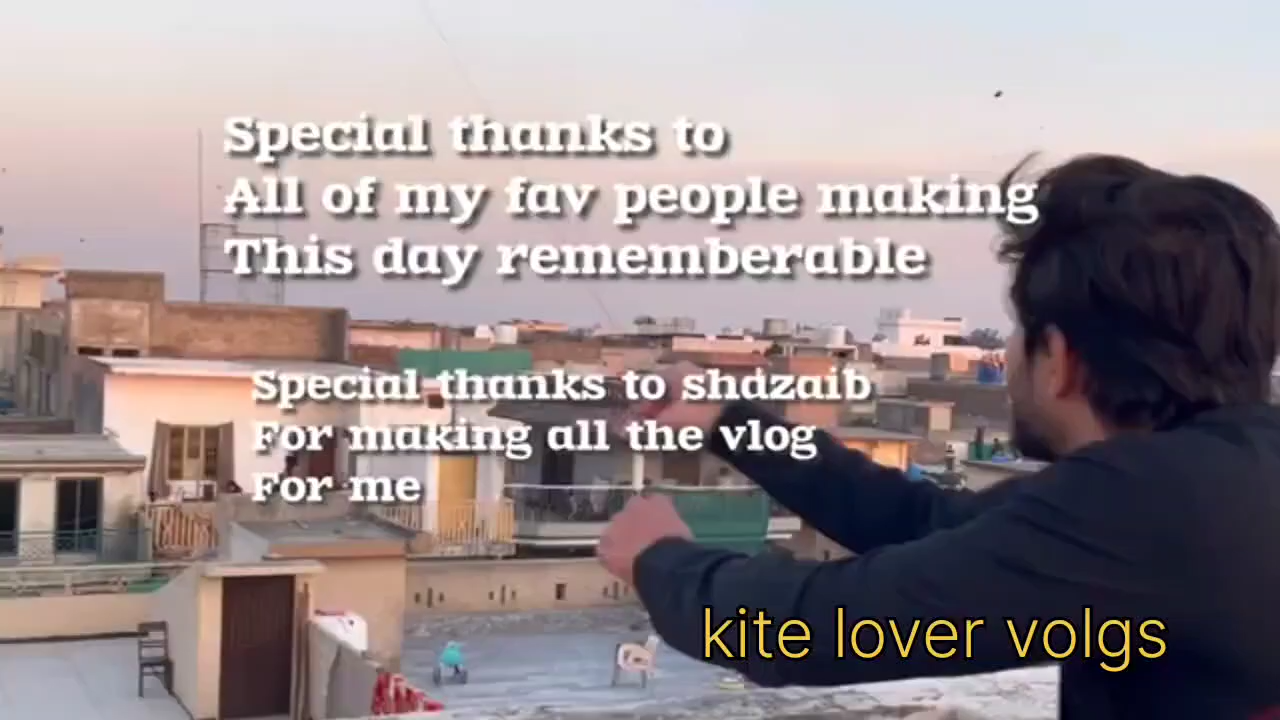 Special thanks to
All of my fav people making
This day rememberable
Special thanks to shazaib
For making all the vlog
For me
kite lover volgs